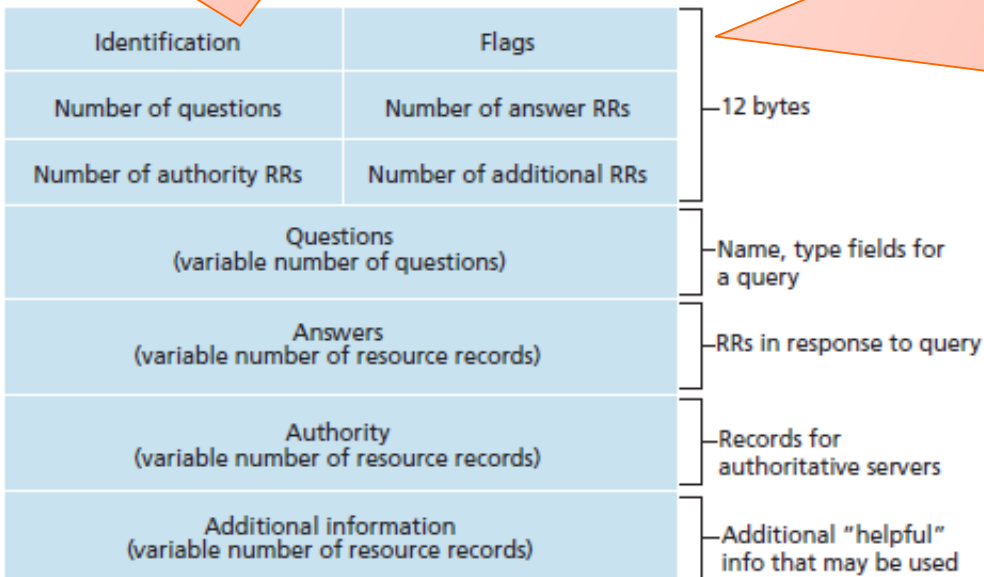 Identification
Flags
Number of questions
Number of answer RRs
12 bytes
Number of authority RRs
Number of additional RRs
Questions
(variable number of questions)
Name, type fields for
a query
Answers
(variable number of resource records)
RRs in response to query
Authority
(variable number of resource records)
Records for
authoritative servers
Additional information
(variable number of resource records)
Additional “helpful”
info that may be used